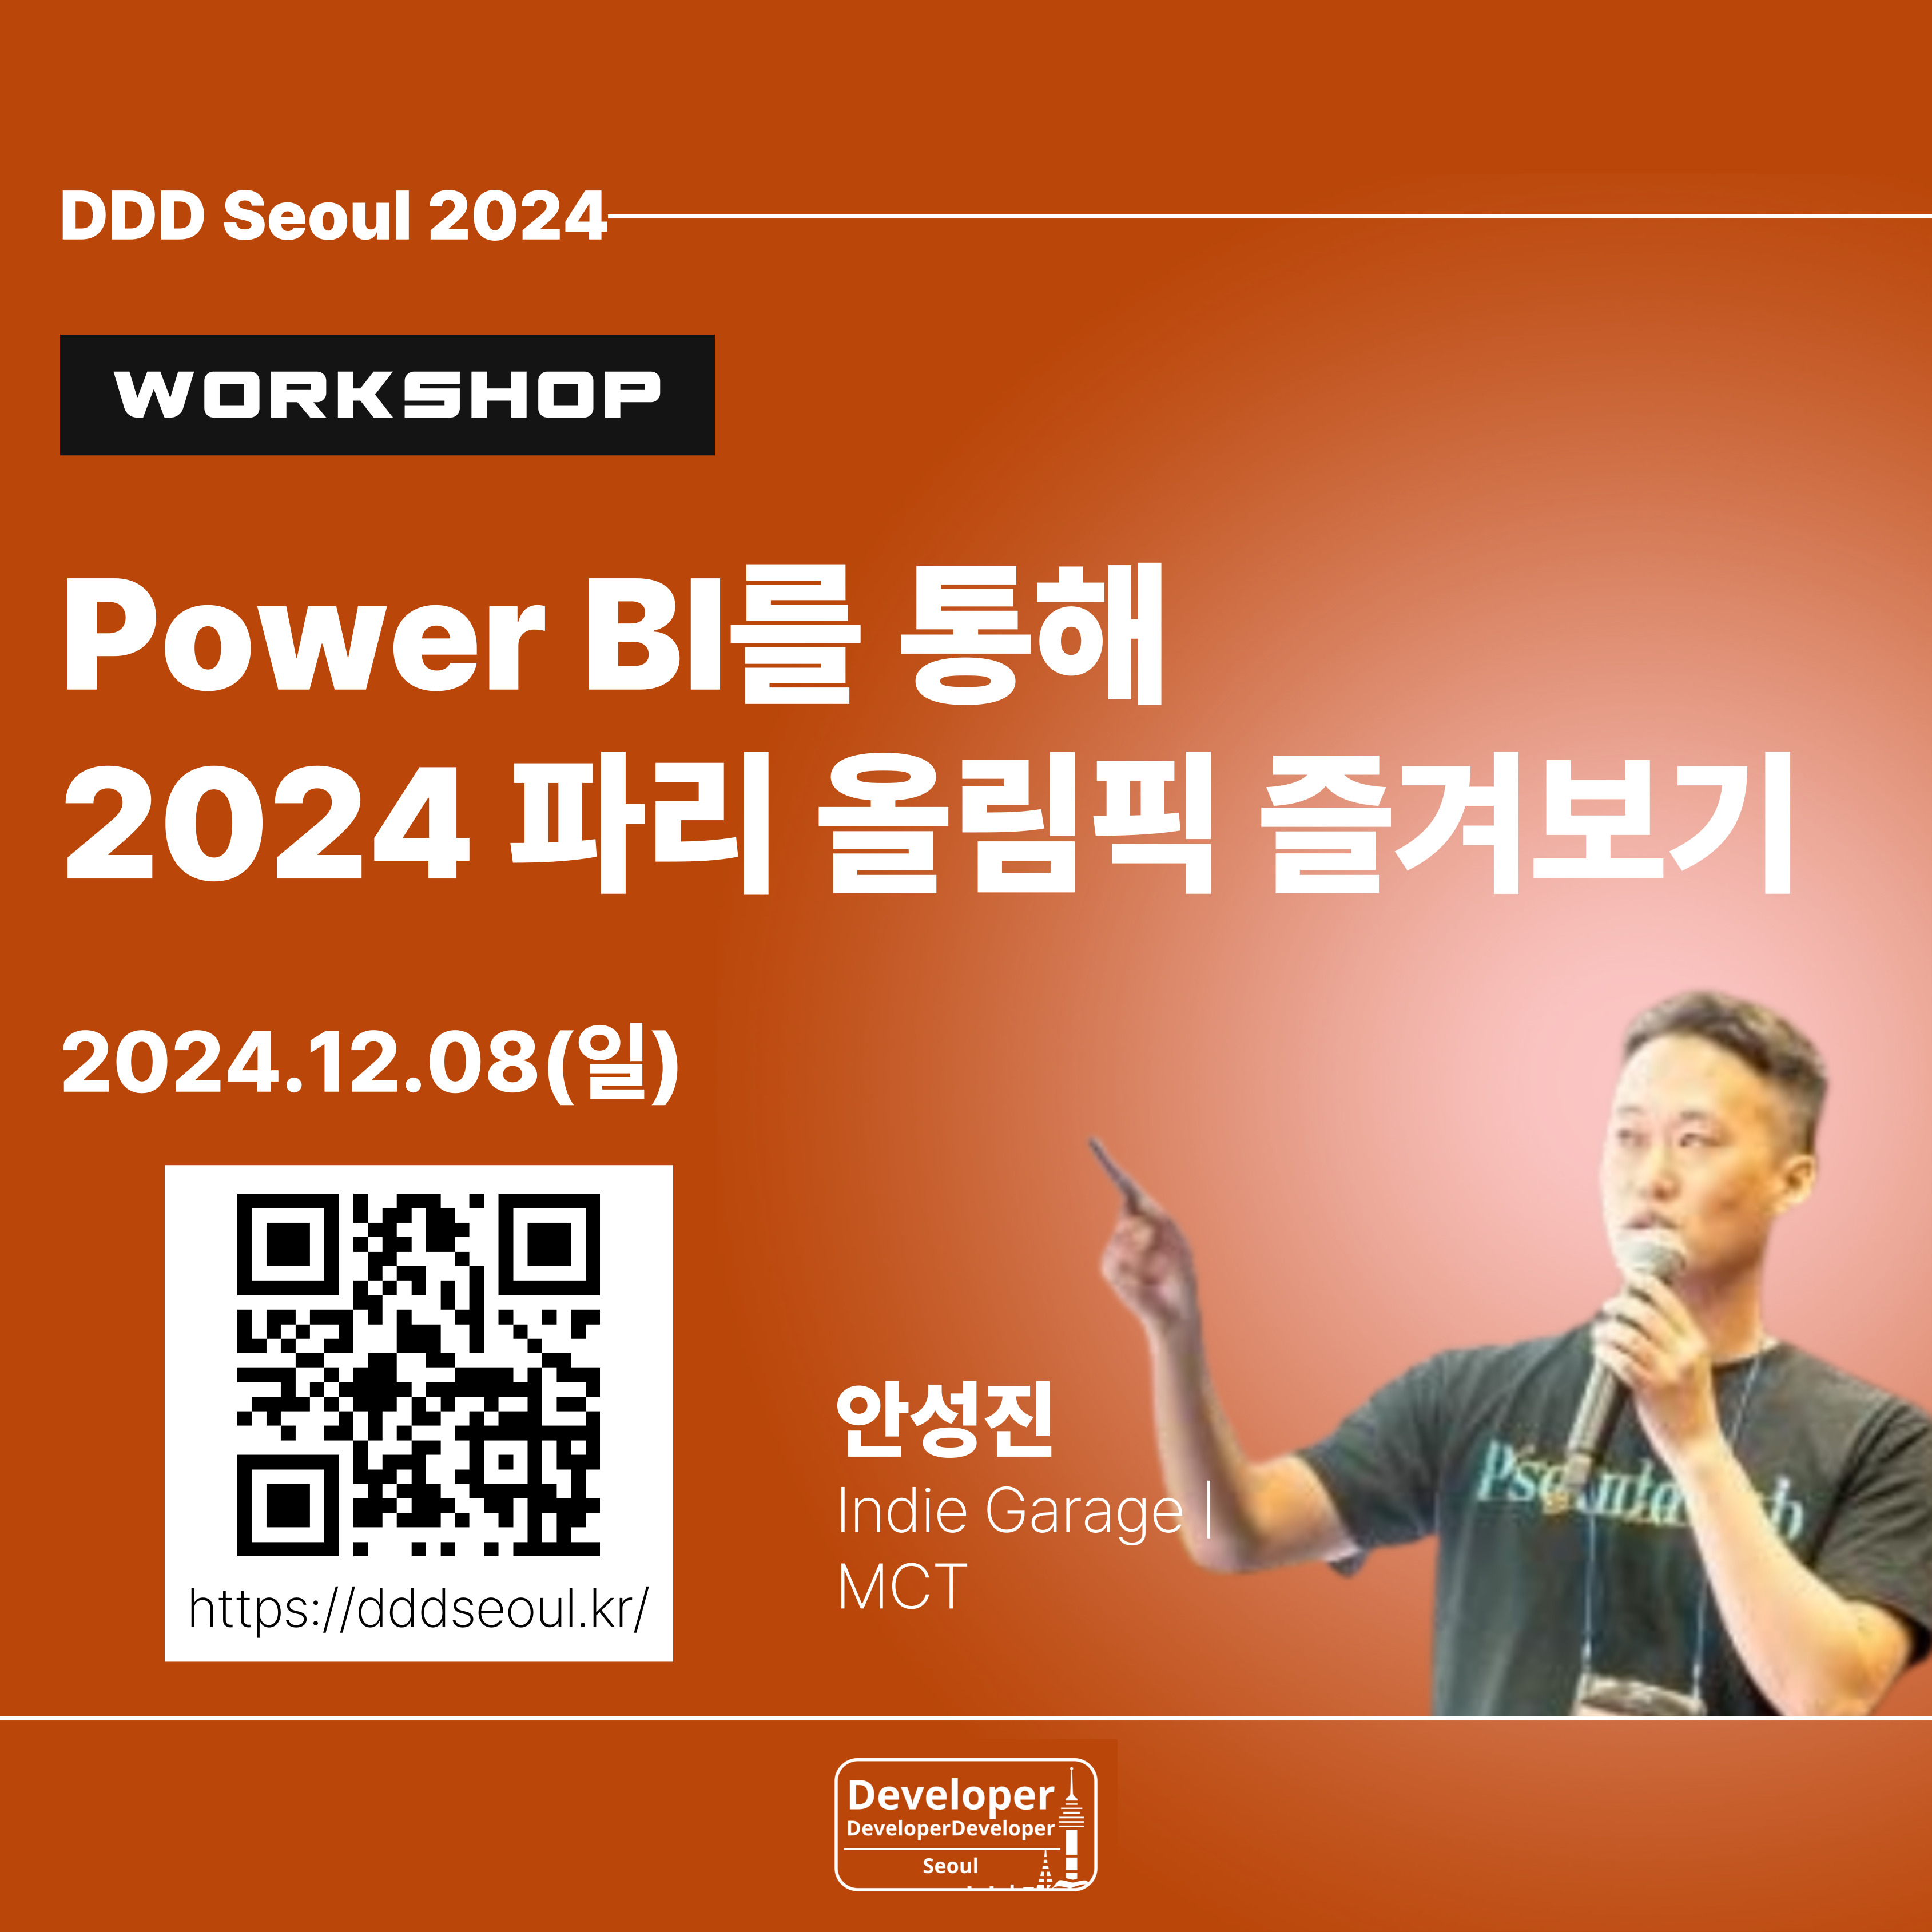 DDD Seoul 2024
WORKSHOP
Power BI를 통해
2024 파리 올림픽 즐겨보기
2024.12.08(일)
https://dddseoul.kr/
안성진
Indie Garage |
MCT
Developer
DeveloperDeveloper
Seoul